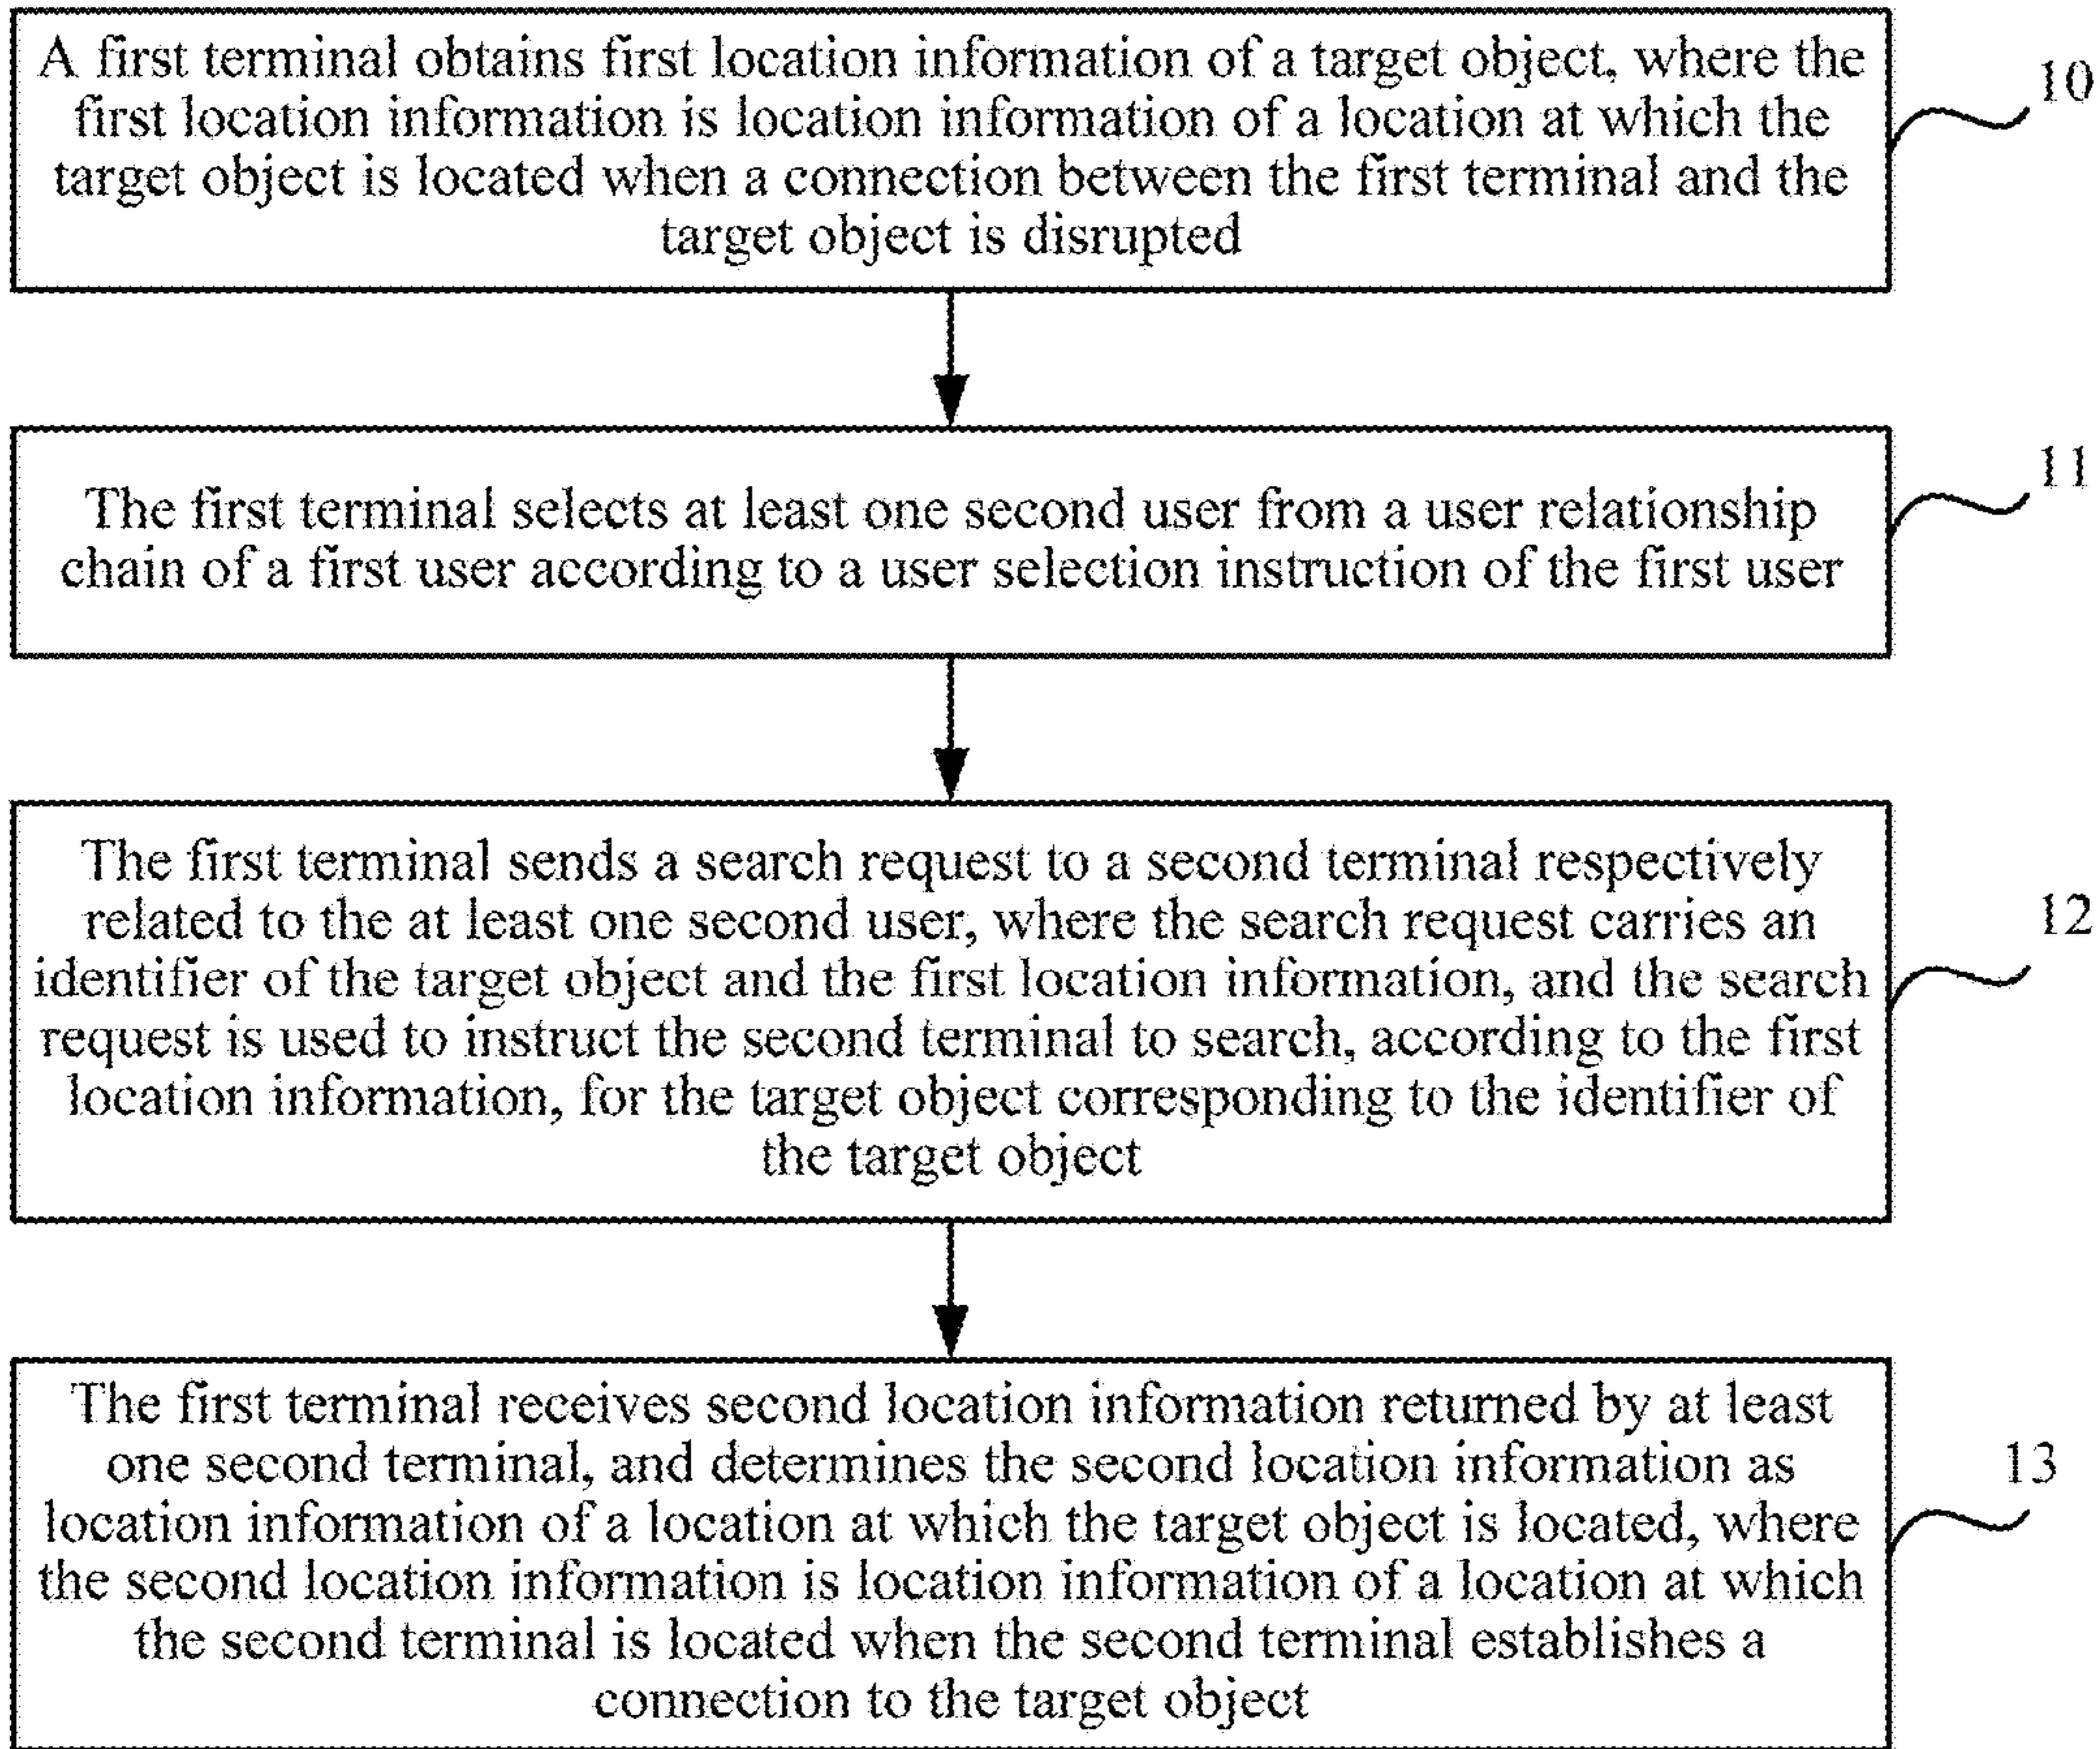 A first terminal obtains first location information of a target object, where the
first location information is location information of a location at which the
target object is located when a connection between the first terminal and the
target object is disrupted
10
The first terminal selects at least one second user from a user relationship
chain of a first user according to a user selection instruction of the first user
11
The first terminal sends a search request to a second terminal respectively
related to the at least one second user, where the search request carries an
identifier of the target object and the first location information, and the search
request is used to instruct the second terminal to search, according to the first
location information, for the target object corresponding to the identifier of
the target object
12
The first terminal receives second location information returned by at least
one second terminal, and determines the second location information as
location information of a location at which the target object is located, where
the second location information is location information of a location at which
the second terminal is located when the second terminal establishes a
connection to the target object
13